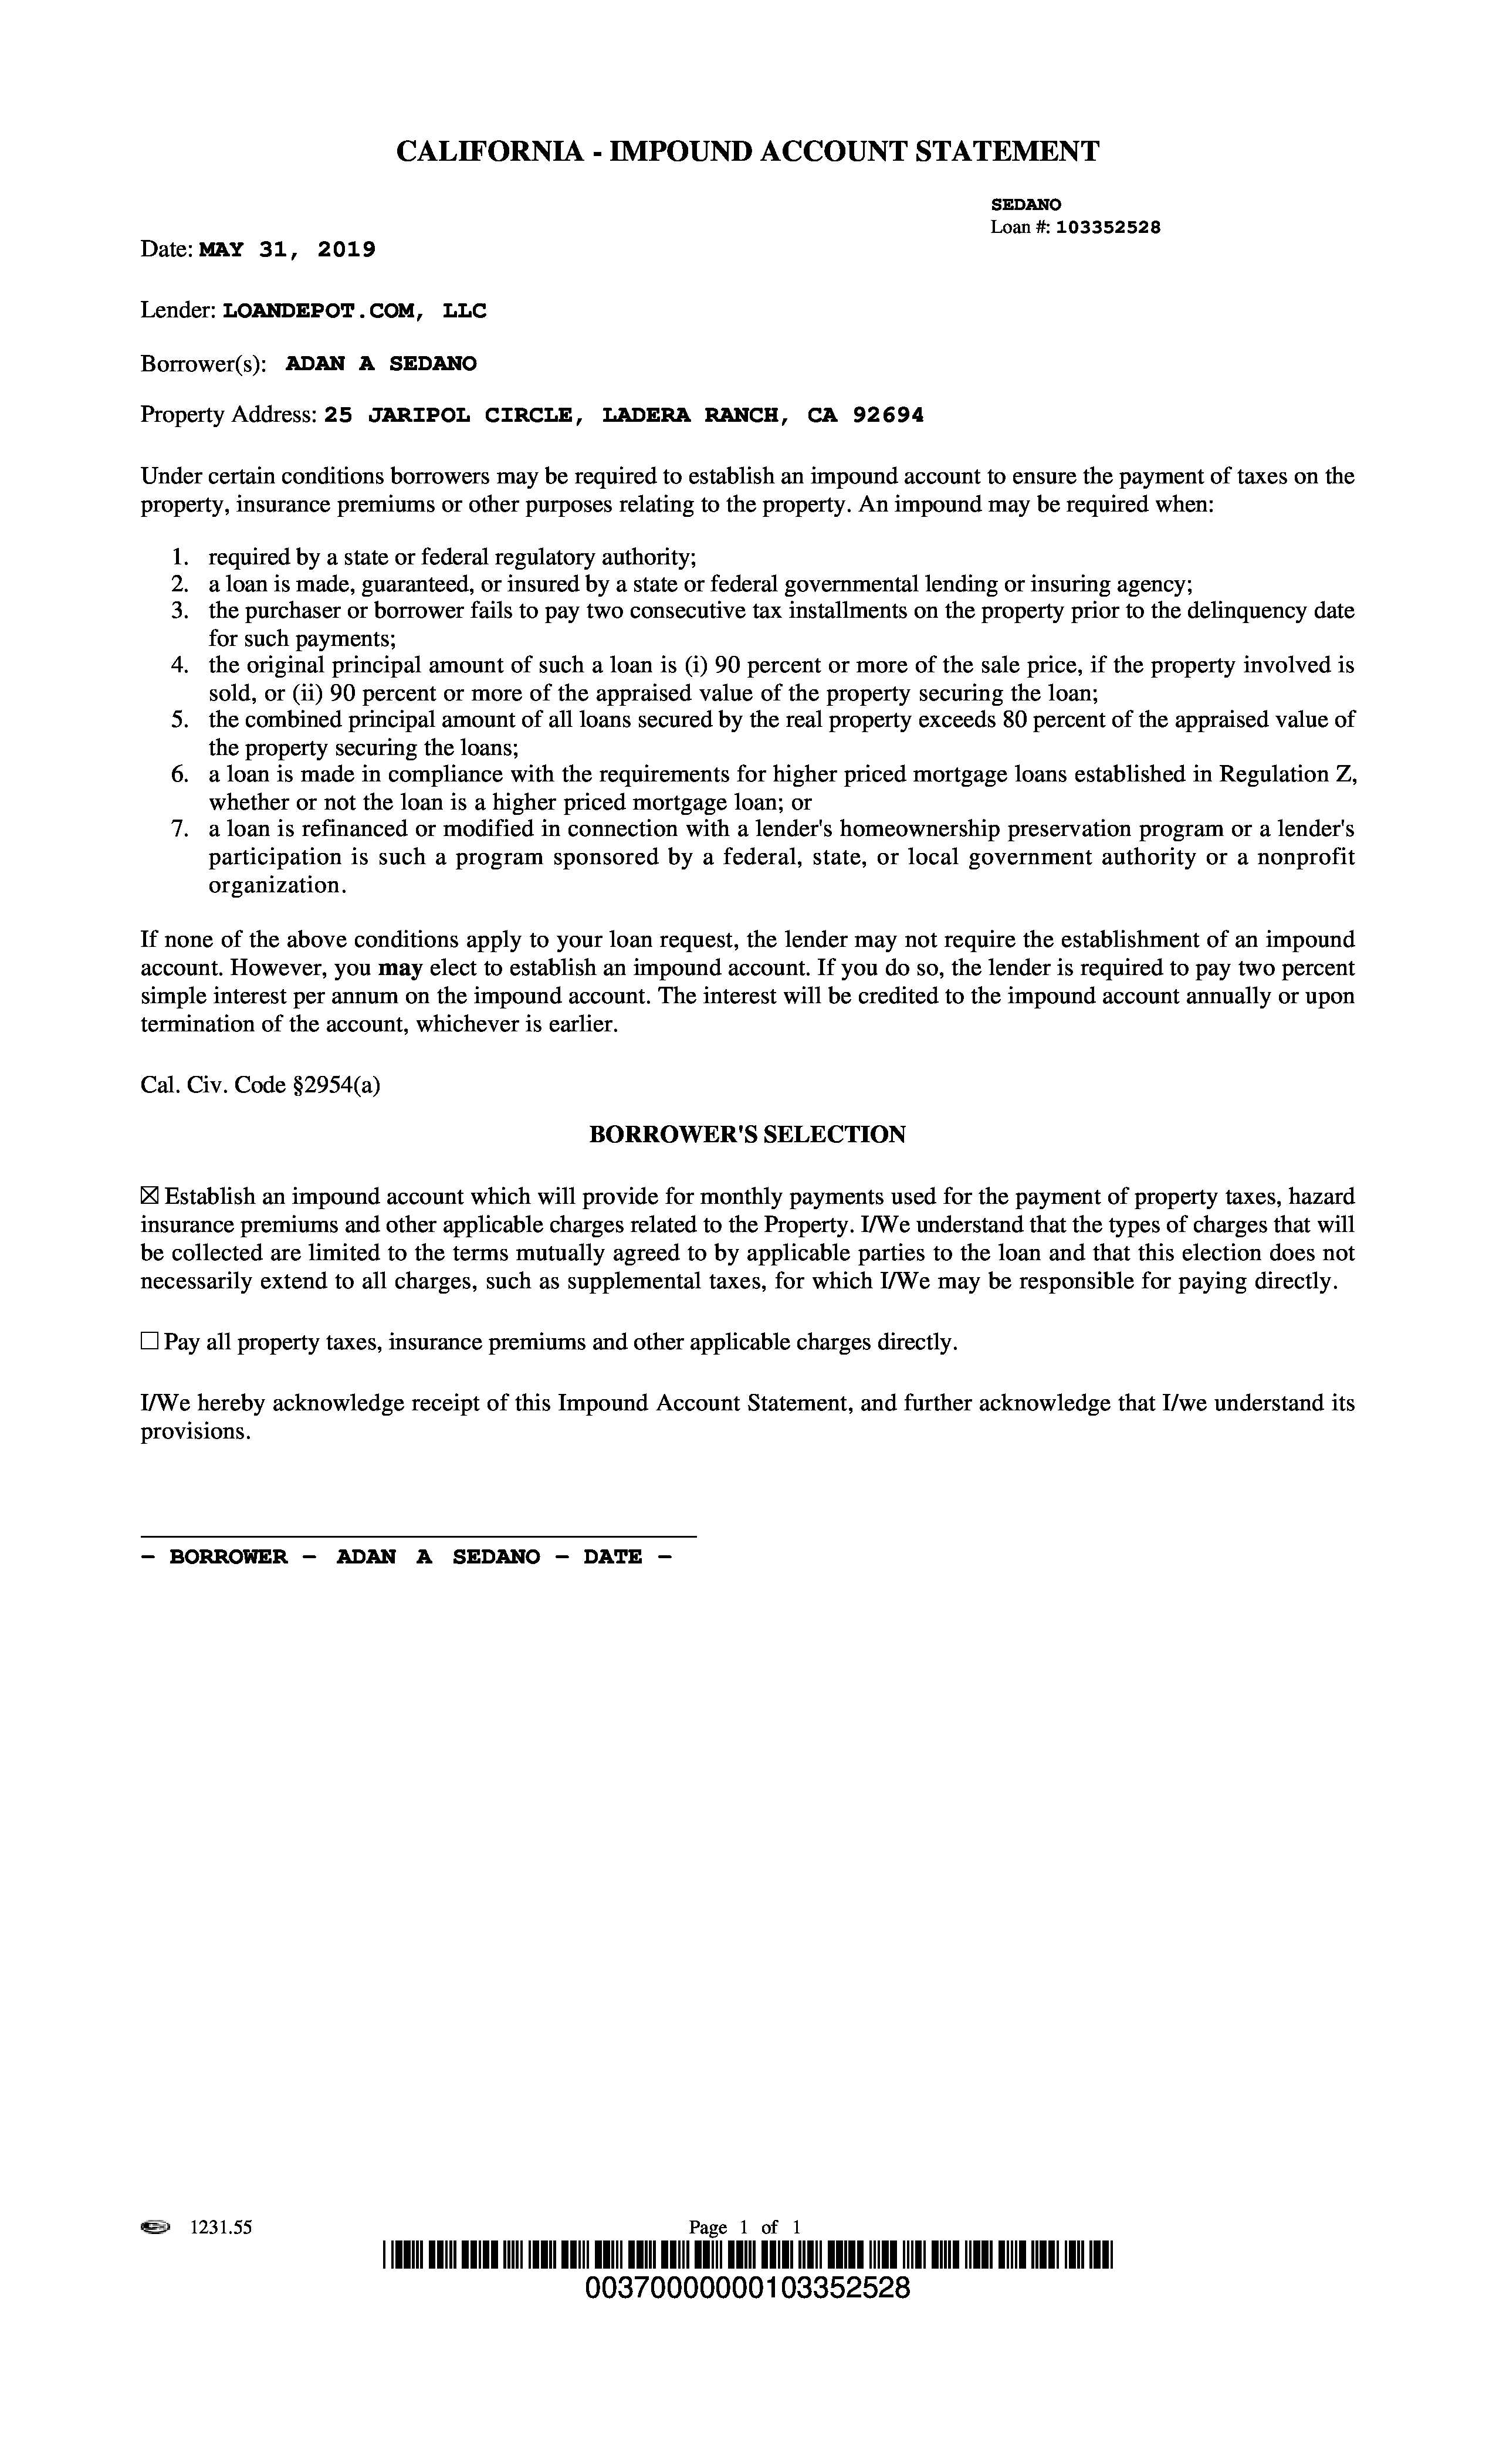 CALIFORNIA - IMPOUND ACCOUNT STATEMENT
SEDANO
Loan #: 103352528
Date: MAY 31, 2019
Lender: LOANDEPOT.COM, LLC
Borrower(s): ADAN A SEDANO
Property Address: 25 JARIPOL CIRCLE, LADERA RANCH, CA 92694
Under certain conditions borrowers may be required to establish an impound account to ensure the payment of taxes on the
property, insurance premiums or other purposes relating to the property. An impound may be required when:
1. required by a state or federal regulatory authority;
2. a loan is made, guaranteed, or insured by a state or federal governmental lending or insuring agency;
3. the purchaser or borrower fails to pay two consecutive tax installments on the property prior to the delinquency date
for such payments;
4. the original principal amount of such a loan is (i) 90 percent or more of the sale price, if the property involved is
sold, or (ii) 90 percent or more of the appraised value of the property securing the loan;
5. the combined principal amount of all loans secured by the real property exceeds 80 percent of the appraised value of
the property securing the loans;
6. a loan is made in compliance with the requirements for higher priced mortgage loans established in Regulation Z,
whether or not the loan is a higher priced mortgage loan; or
7. a loan is refinanced or modified in connection with a lender's homeownership preservation program or a lender's
participation is such a program sponsored by a federal, state, or local government authority or a nonprofit
organization.
If none of the above conditions apply to your loan request, the lender may not require the establishment of an impound
account. However, you may elect to establish an impound account. If you do so, the lender is required to pay two percent
simple interest per annum on the impound account. The interest will be credited to the impound account annually or upon
termination of the account, whichever is earlier.
Cal. Civ. Code §2954(a)
BORROWER'S SELECTION
☒ Establish an impound account which will provide for monthly payments used for the payment of property taxes, hazard
insurance premiums and other applicable charges related to the Property. I/We understand that the types of charges that will
be collected are limited to the terms mutually agreed to by applicable parties to the loan and that this election does not
necessarily extend to all charges, such as supplemental taxes, for which I/We may be responsible for paying directly.
☐ Pay all property taxes, insurance premiums and other applicable charges directly.
I/We hereby acknowledge receipt of this Impound Account Statement, and further acknowledge that I/we understand its
provisions.
- BORROWER - ADAN A SEDANO - DATE -
1231.55 Page 1 of 1
00370000000103352528